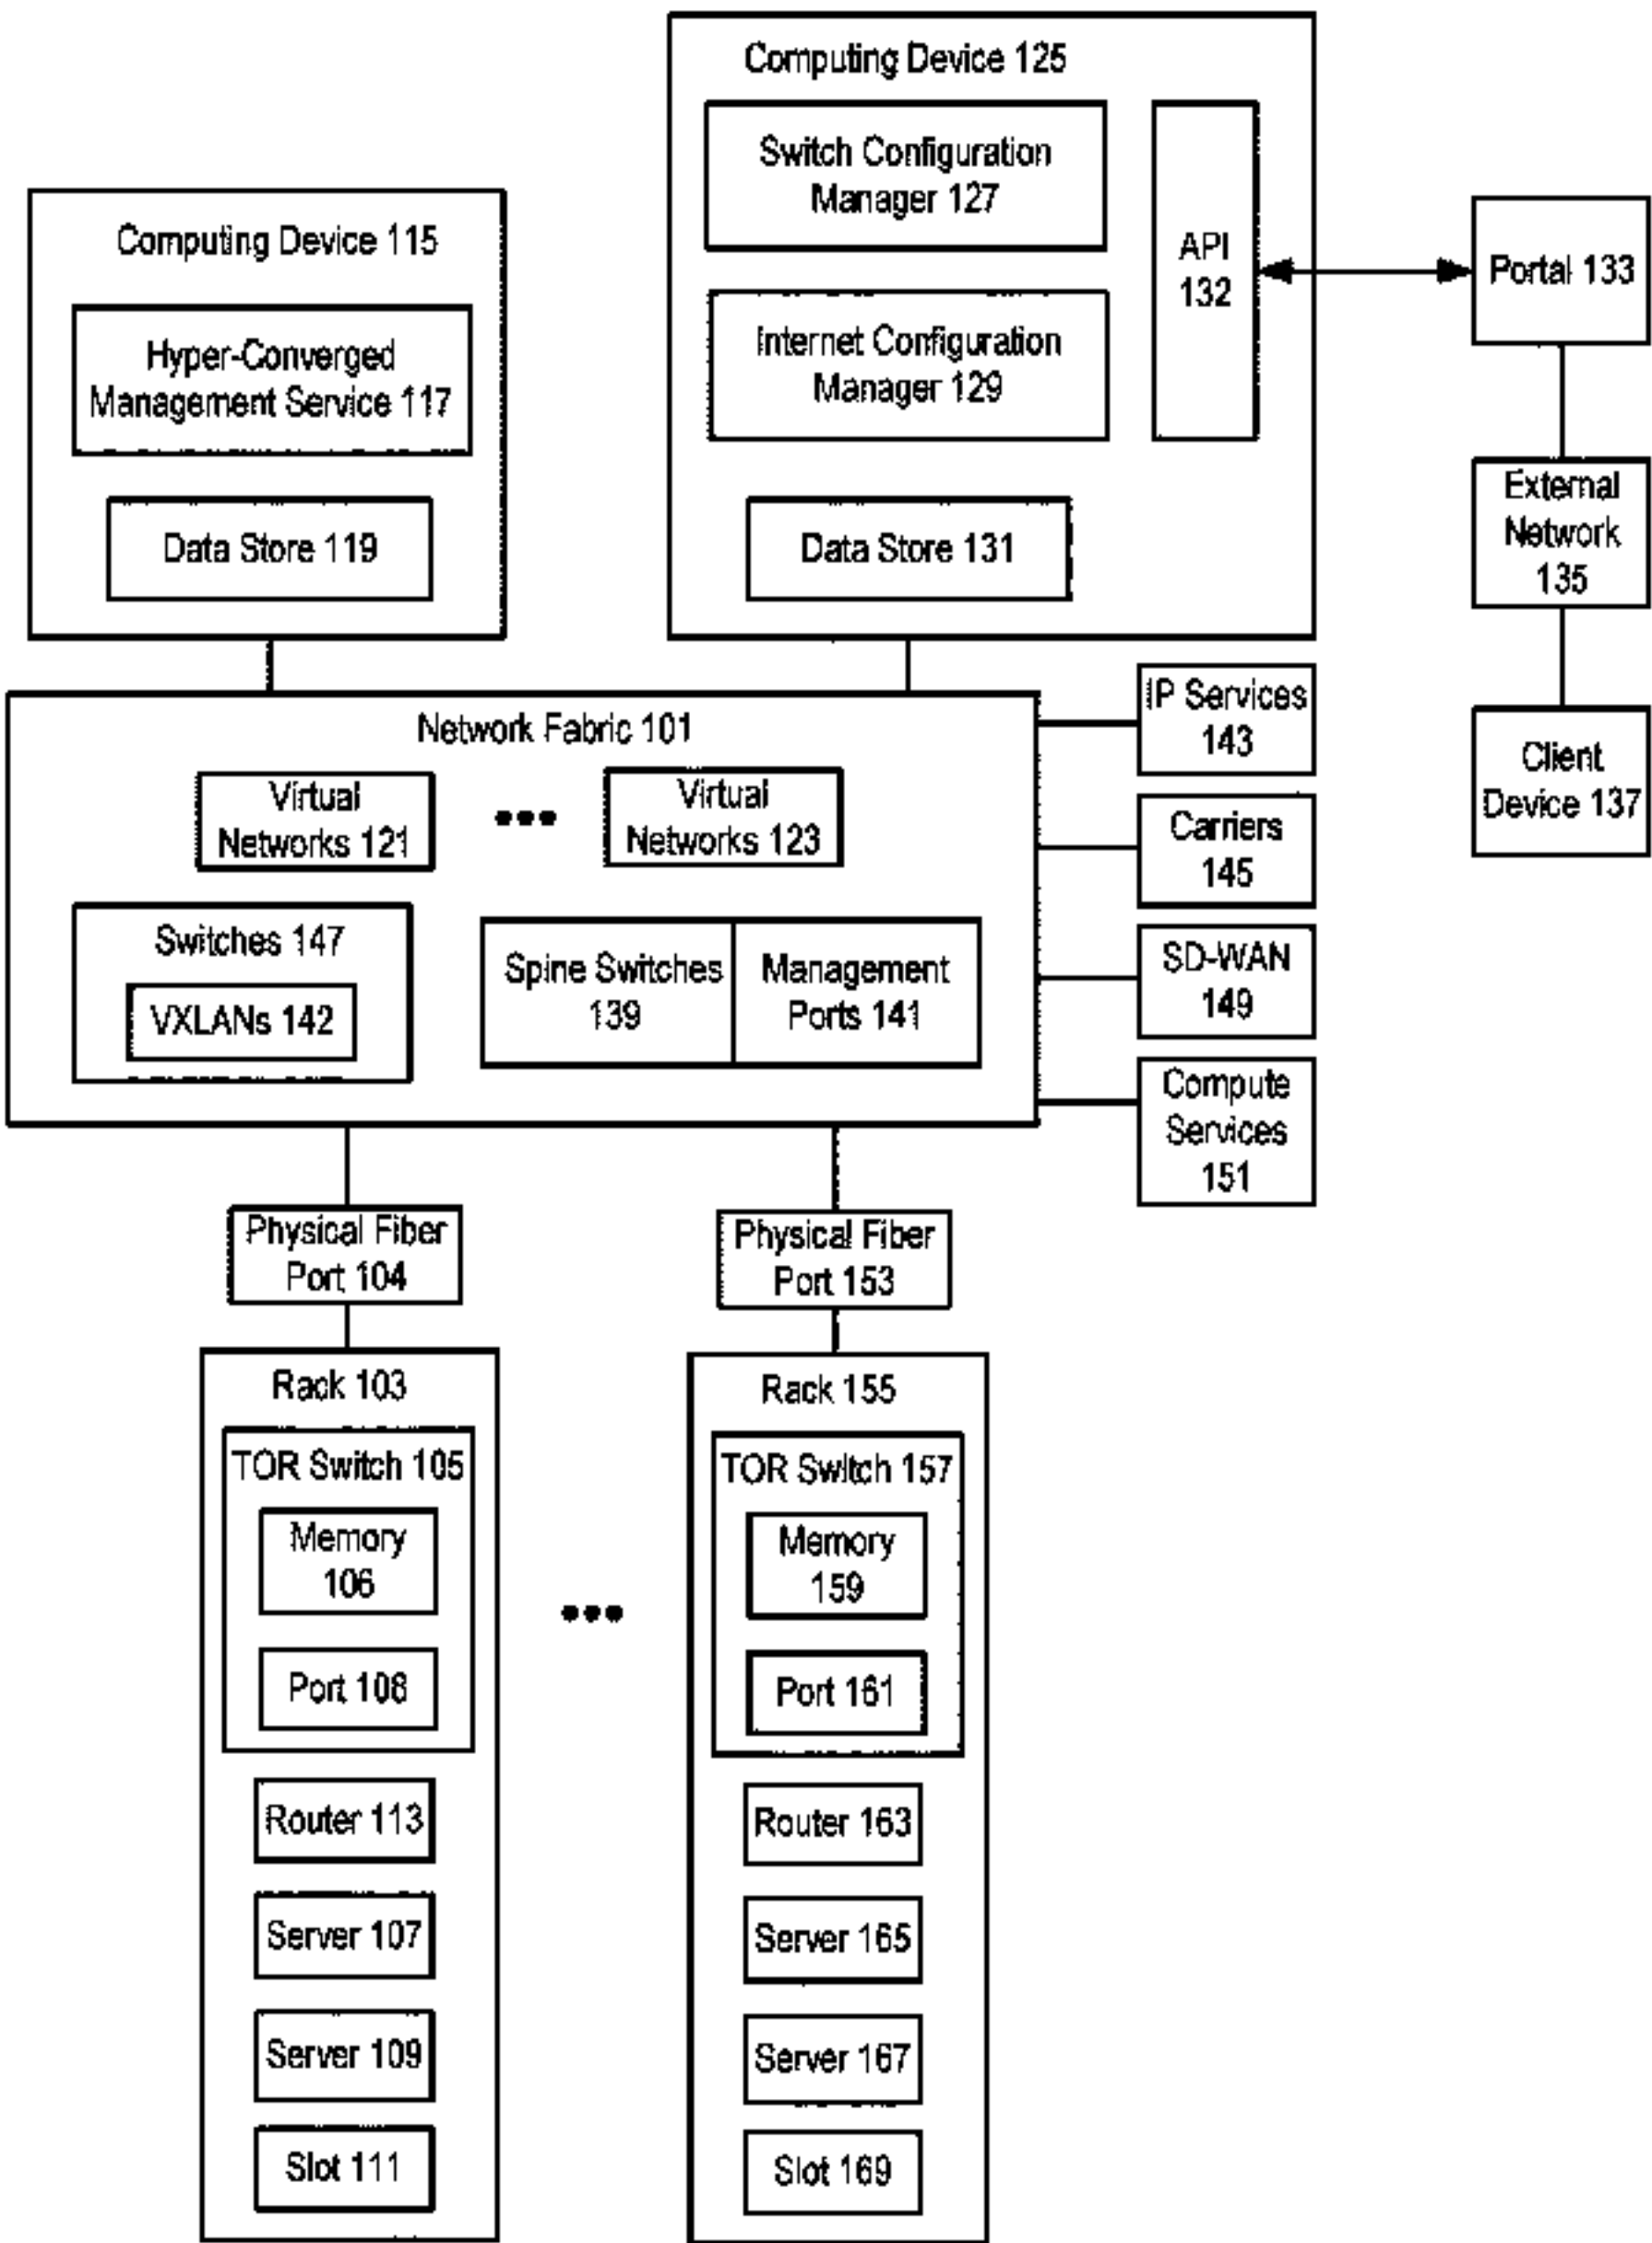 Computing Device 125
Switch Configuration
Manager 127
Internet Configuration
Manager 129
API
132
Data Store 131
Computing Device 115
Hyper-Converged
Management Service 117
Data Store 119
Portal 133
External
Network
135
Client
Device 137
Network Fabric 101
Virtual
Networks 121
Virtual
Networks 123
Switches 147
VXLANs 142
Spine Switches
139
Management
Ports 141
IP Services
143
Carriers
145
SD-WAN
149
Compute
Services
151
Physical Fiber
Port 104
Physical Fiber
Port 153
Rack 103
TOR Switch 105
Memory
106
Port 108
Router 113
Server 107
Server 109
Slot 111
Rack 155
TOR Switch 157
Memory
159
Port 161
Router 163
Server 165
Server 167
Slot 169